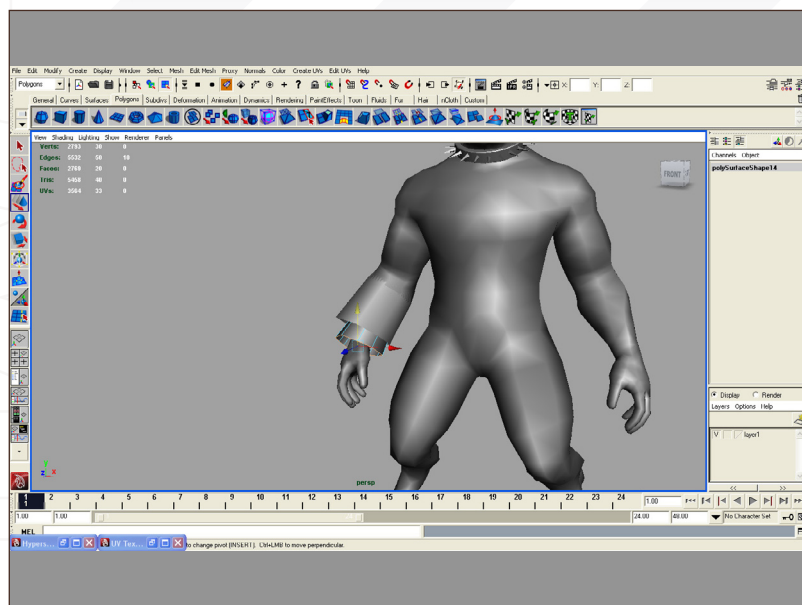 File Edit Modify Create Display Window Select Mesh Edit Mesh Proxy Normals Color Create UVs Edit UVs Help
Polygons X: Y: Z:
General Curves Surfaces Polygons Subdivs Deformation Animation Dynamics Rendering PaintEffects Toon Fluids Fur Hair nCloth Custom
View Shading Lighting Show Renderer Panels
Verts: 2793 30 0
Edges: 5532 50 10
Faces: 2760 20 0
Tris: 5450 40 0
UVs: 3504 33 0
FRONT
Channels Object
polySurfaceShape14
Display Render
Layers Options Help
V layer1
y
z x
persp
1 2 3 4 5 6 7 8 9 10 11 12 13 14 15 16 17 18 19 20 21 22 23 24 1.00
1
1.00 1.00 24.00 48.00 No Character Set
MEL
Hypers... UV Tex... to change pivot [INSERT]. Ctrl+LMB to move perpendicular.